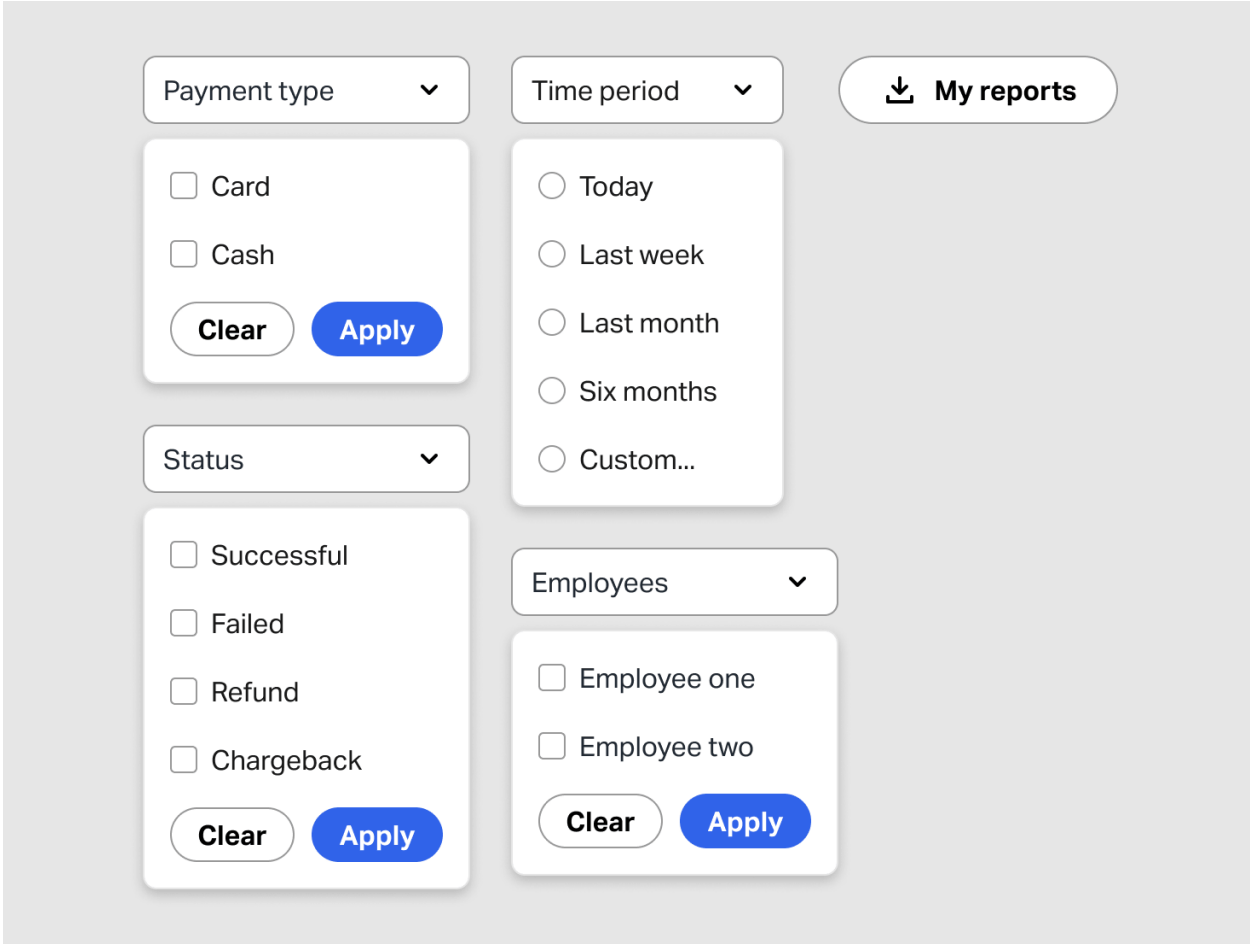 Payment type
Card
Cash
Clear
Apply
Status
Successful
Failed
Refund
Chargeback
Clear
Apply
Time period
Today
Last week
Last month
Six months
Custom...
Employees
Employee one
Employee two
Clear
Apply
My reports